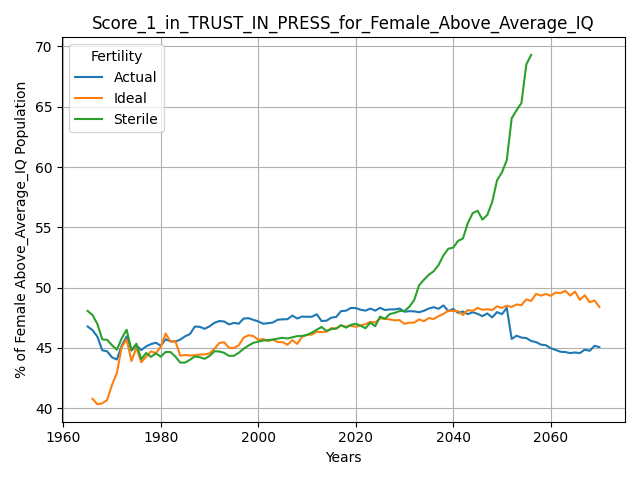 Score_1_in_TRUST_IN_PRESS_for_Female_Above_Average_IQ
% of Female Above_Average_IQ Population
70
65
60
55
50
45
40
Fertility
Actual
Ideal
Sterile
1960
1980
2000
2020
2040
2060
Years